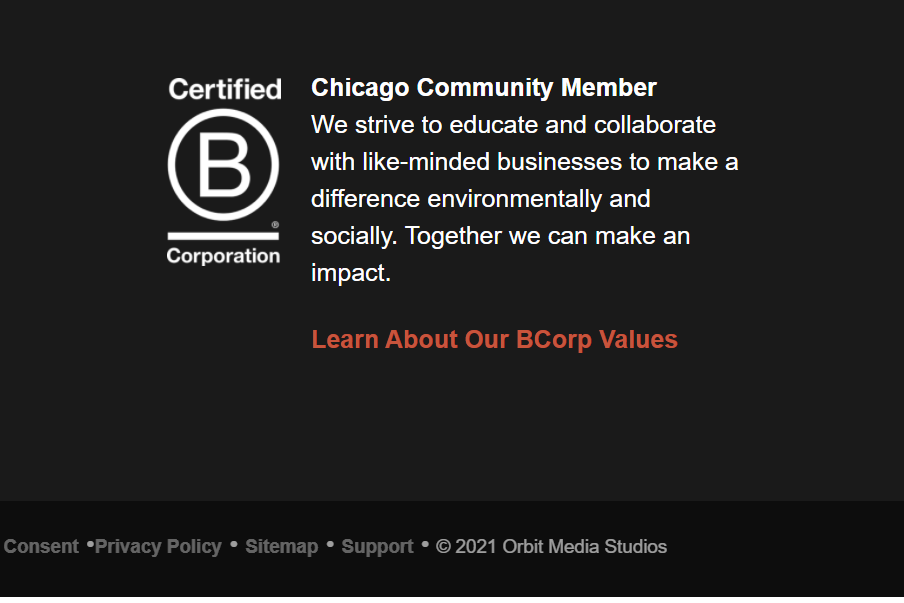 Certified
B
®
Corporation
Chicago Community Member
We strive to educate and collaborate
with like-minded businesses to make a
difference environmentally and
socially. Together we can make an
impact.
Learn About Our BCorp Values
Consent •Privacy Policy • Sitemap • Support • © 2021 Orbit Media Studios